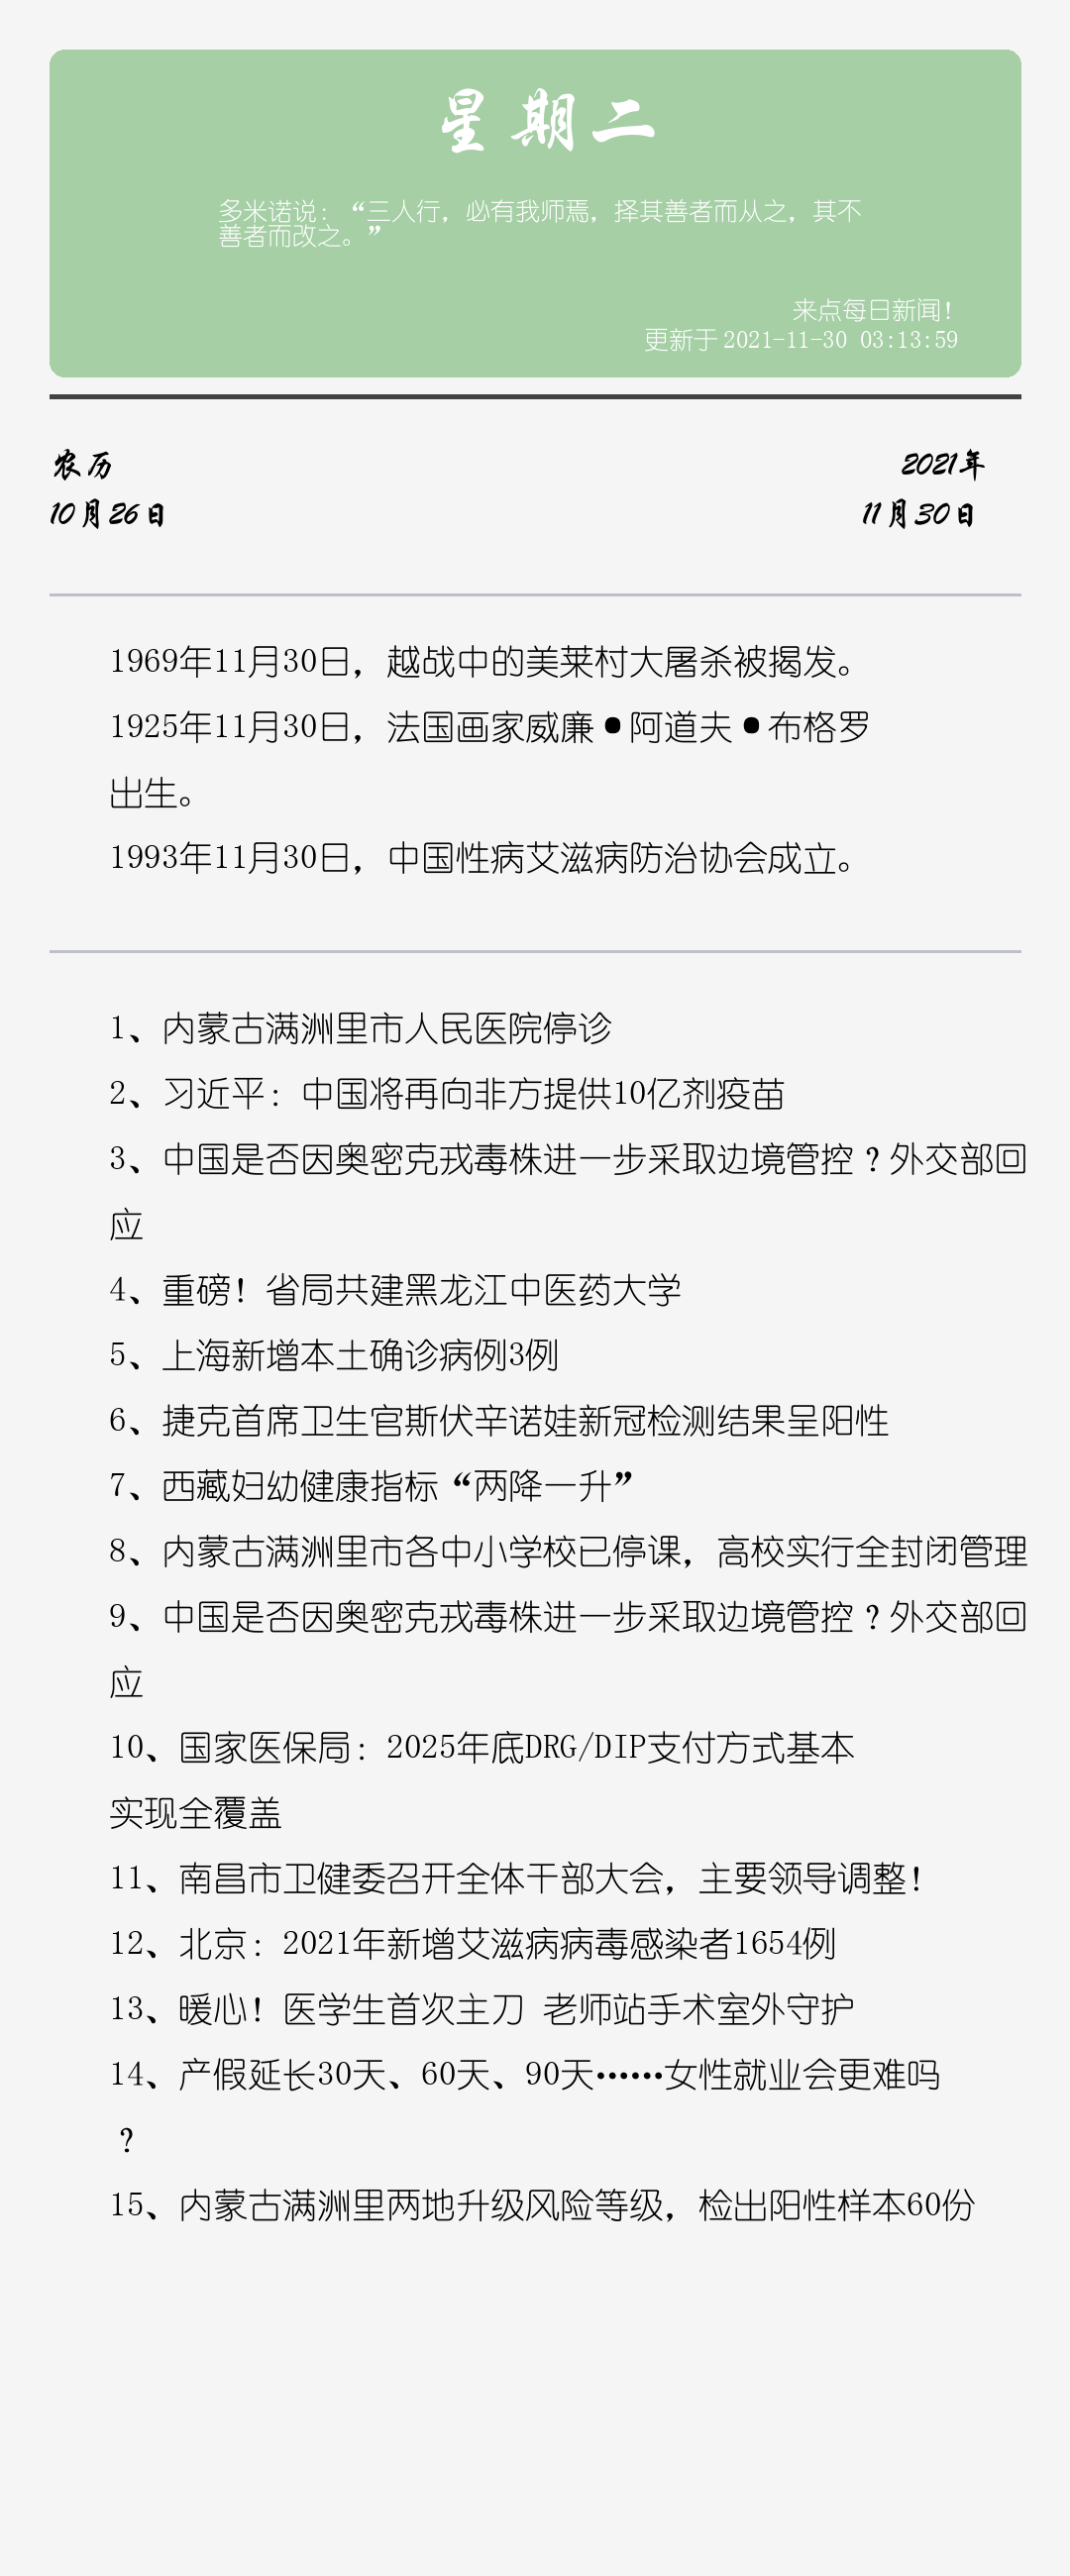 星期二
多米诺说：“三人行，必有我师焉，择其善者而从之，其不
善者而改之。”
来点每日新闻！
更新于 2021-11-30 03:13:59
农历
2021年
10月26日
11月30日
1969年11月30日，越战中的美莱村大屠杀被揭发。
1925年11月30日，法国画家威廉•阿道夫•布格罗
出生。
1993年11月30日，中国性病艾滋病防治协会成立。
1、内蒙古满洲里市人民医院停诊
2、习近平：中国将再向非方提供10亿剂疫苗
3、中国是否因奥密克戎毒株进一步采取边境管控？外交部回
应
4、重磅！省局共建黑龙江中医药大学
5、上海新增本土确诊病例3例
6、捷克首席卫生官斯伏辛诺娃新冠检测结果呈阳性
7、西藏妇幼健康指标“两降一升”
8、内蒙古满洲里市各中小学校已停课，高校实行全封闭管理
9、中国是否因奥密克戎毒株进一步采取边境管控？外交部回
应
10、国家医保局：2025年底DRG/DIP支付方式基本
实现全覆盖
11、南昌市卫健委召开全体干部大会，主要领导调整！
12、北京：2021年新增艾滋病病毒感染者1654例
13、暖心！医学生首次主刀 老师站手术室外守护
14、产假延长30天、60天、90天……女性就业会更难吗
？
15、内蒙古满洲里两地升级风险等级，检出阳性样本60份